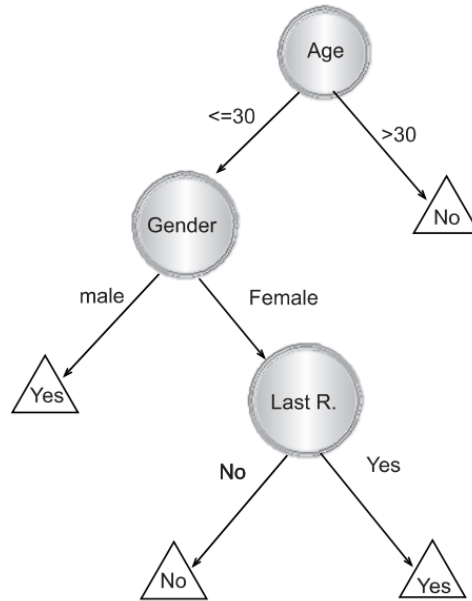 Age
<=30
>30
No
Gender
male
Female
Yes
Last R.
No
Yes
No
Yes